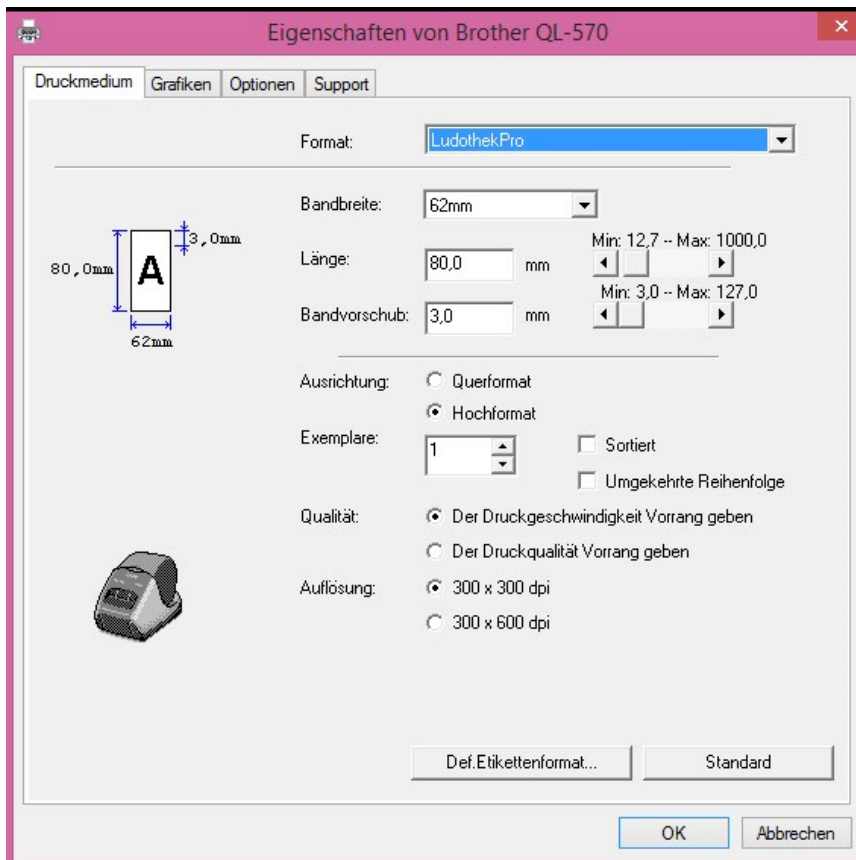 Eigenschaften von Brother QL-570
Druckmedium Grafiken Optionen Support
Format: LudothekPro
Bandbreite: 62mm
Min: 12,7 -- Max: 1000,0
Länge: 80,0 mm
Min: 3,0 -- Max: 127,0
Bandvorschub: 3,0 mm
3,0mm
80,0mm
A
62mm
Ausrichtung: Querformat
Hochformat
Exemplare: 1 Sortiert
Umgekehrte Reihenfolge
Qualität: Der Druckgeschwindigkeit Vorrang geben
Der Druckqualität Vorrang geben
Auflösung: 300 x 300 dpi
300 x 600 dpi
Def.Etikettenformat... Standard
OK Abbrechen